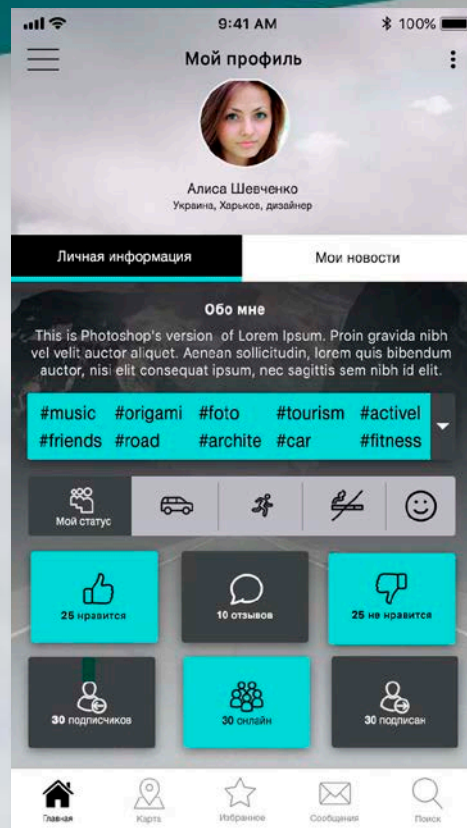 9:41 AM
100%
Мой профиль
Алиса Шевченко
Украина, Харьков, дизайнер
Личная информация
Мои новости
Обо мне
This is Photoshop's version of Lorem Ipsum. Proin gravida nibh
vel velit auctor aliquet. Aenean sollicitudin, lorem quis bibendum
auctor, nisi elit consequat ipsum, nec sagittis sem nibh id elit.
#music #origami #foto #tourism #activel
#friends #road #archite #car #fitness
Мой статус
25 нравится
10 отзывов
25 не нравится
30 подписчиков
30 онлайн
30 подписан
Главная
Карта
Избранное
Сообщения
Поиск